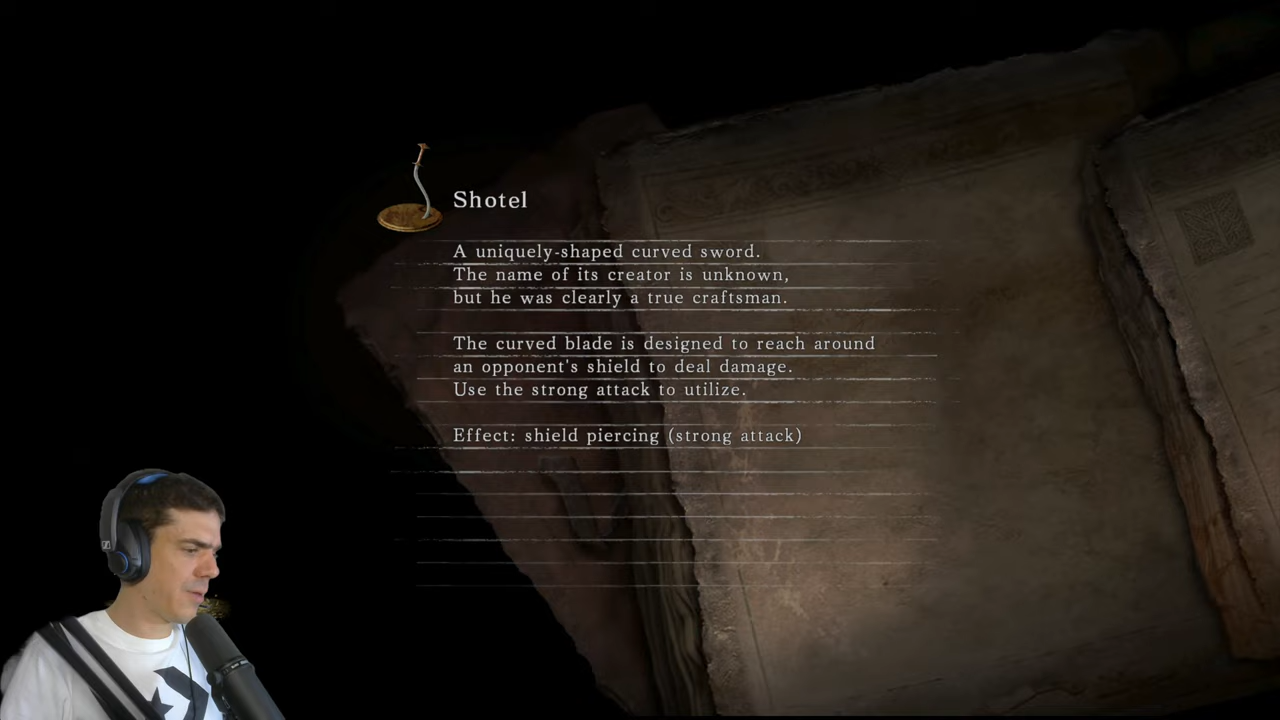 Shotel
A uniquely-shaped curved sword.
The name of its creator is unknown,
but he was clearly a true craftsman.
The curved blade is designed to reach around
an opponent's shield to deal damage.
Use the strong attack to utilize.
Effect: shield piercing (strong attack)